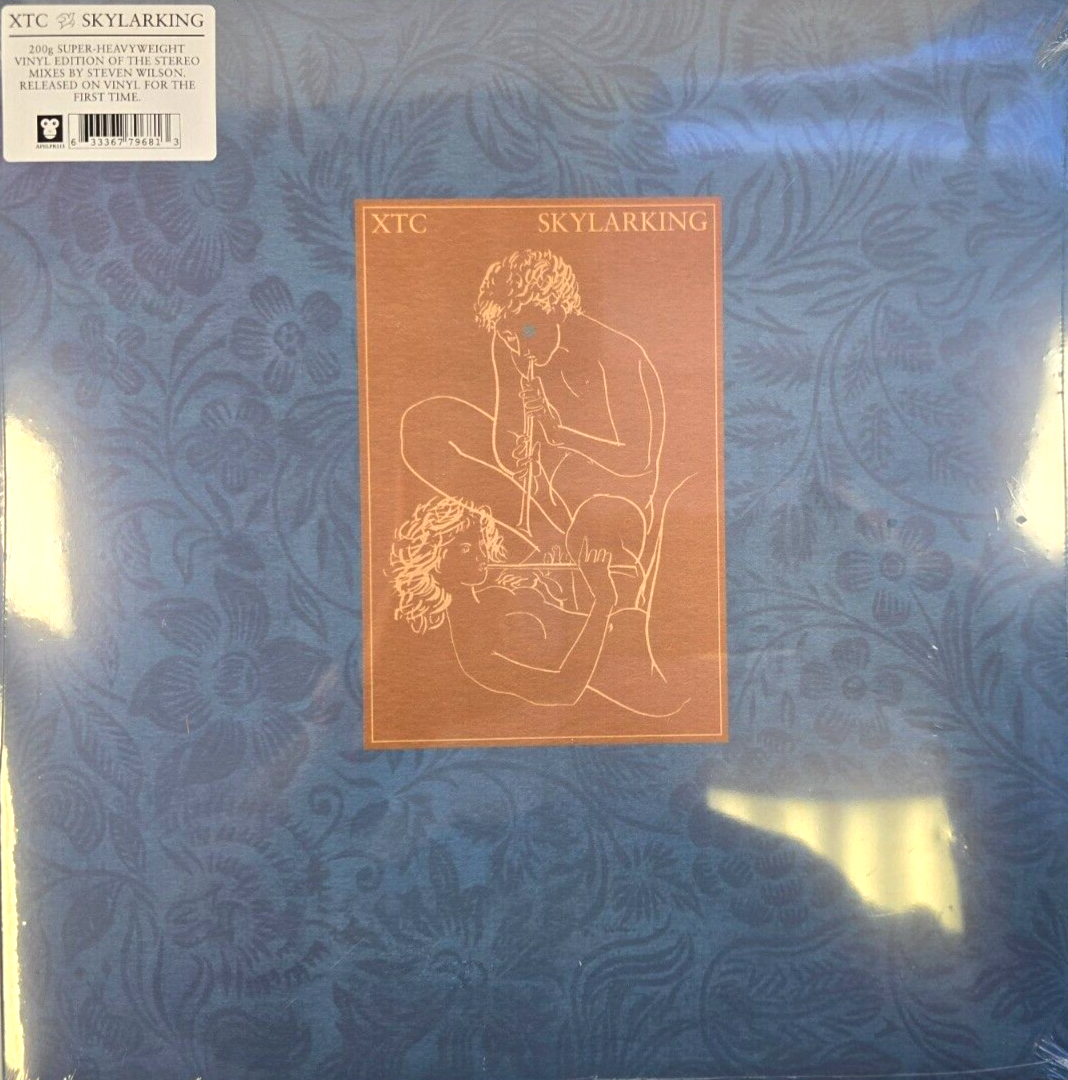 XTC SKYLARKING
200g SUPER-HEAVYWEIGHT
VINYL EDITION OF THE STEREO
MIXES BY STEVEN WILSON.
RELEASED ON VINYL FOR THE
FIRST TIME.
6 33367 79681 3
XTC SKYLARKING